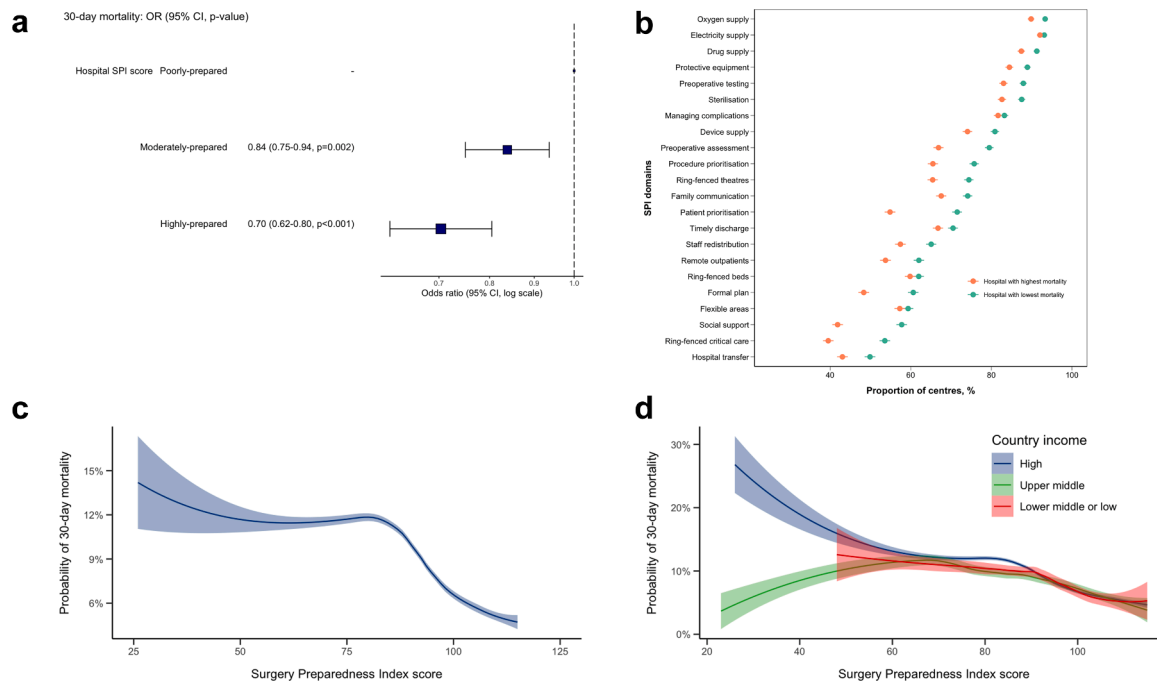 a
30-day mortality: OR (95% CI, p-value)
Hospital SPI score Poorly-prepared -
Moderately-prepared 0.84 (0.75-0.94, p=0.002)
Highly-prepared 0.70 (0.62-0.80, p<0.001)
0.7 0.8 0.9 1.0
Odds ratio (95% CI, log scale)
b
SPI domains
Oxygen supply
Electricity supply
Drug supply
Protective equipment
Preoperative testing
Sterilisation
Managing complications
Device supply
Preoperative assessment
Procedure prioritisation
Ring-fenced theatres
Family communication
Patient prioritisation
Timely discharge
Staff redistribution
Remote outpatients
Ring-fenced beds
Formal plan
Flexible areas
Social support
Ring-fenced critical care
Hospital transfer
Hospital with highest mortality
Hospital with lowest mortality
40 60 80 100
Proportion of centres, %
c
Probability of 30-day mortality
15%
12%
9%
6%
25 50 75 100 125
Surgery Preparedness Index score
d
Probability of 30-day mortality
30%
20%
10%
0%
Country income
High
Upper middle
Lower middle or low
20 40 60 80 100
Surgery Preparedness Index score